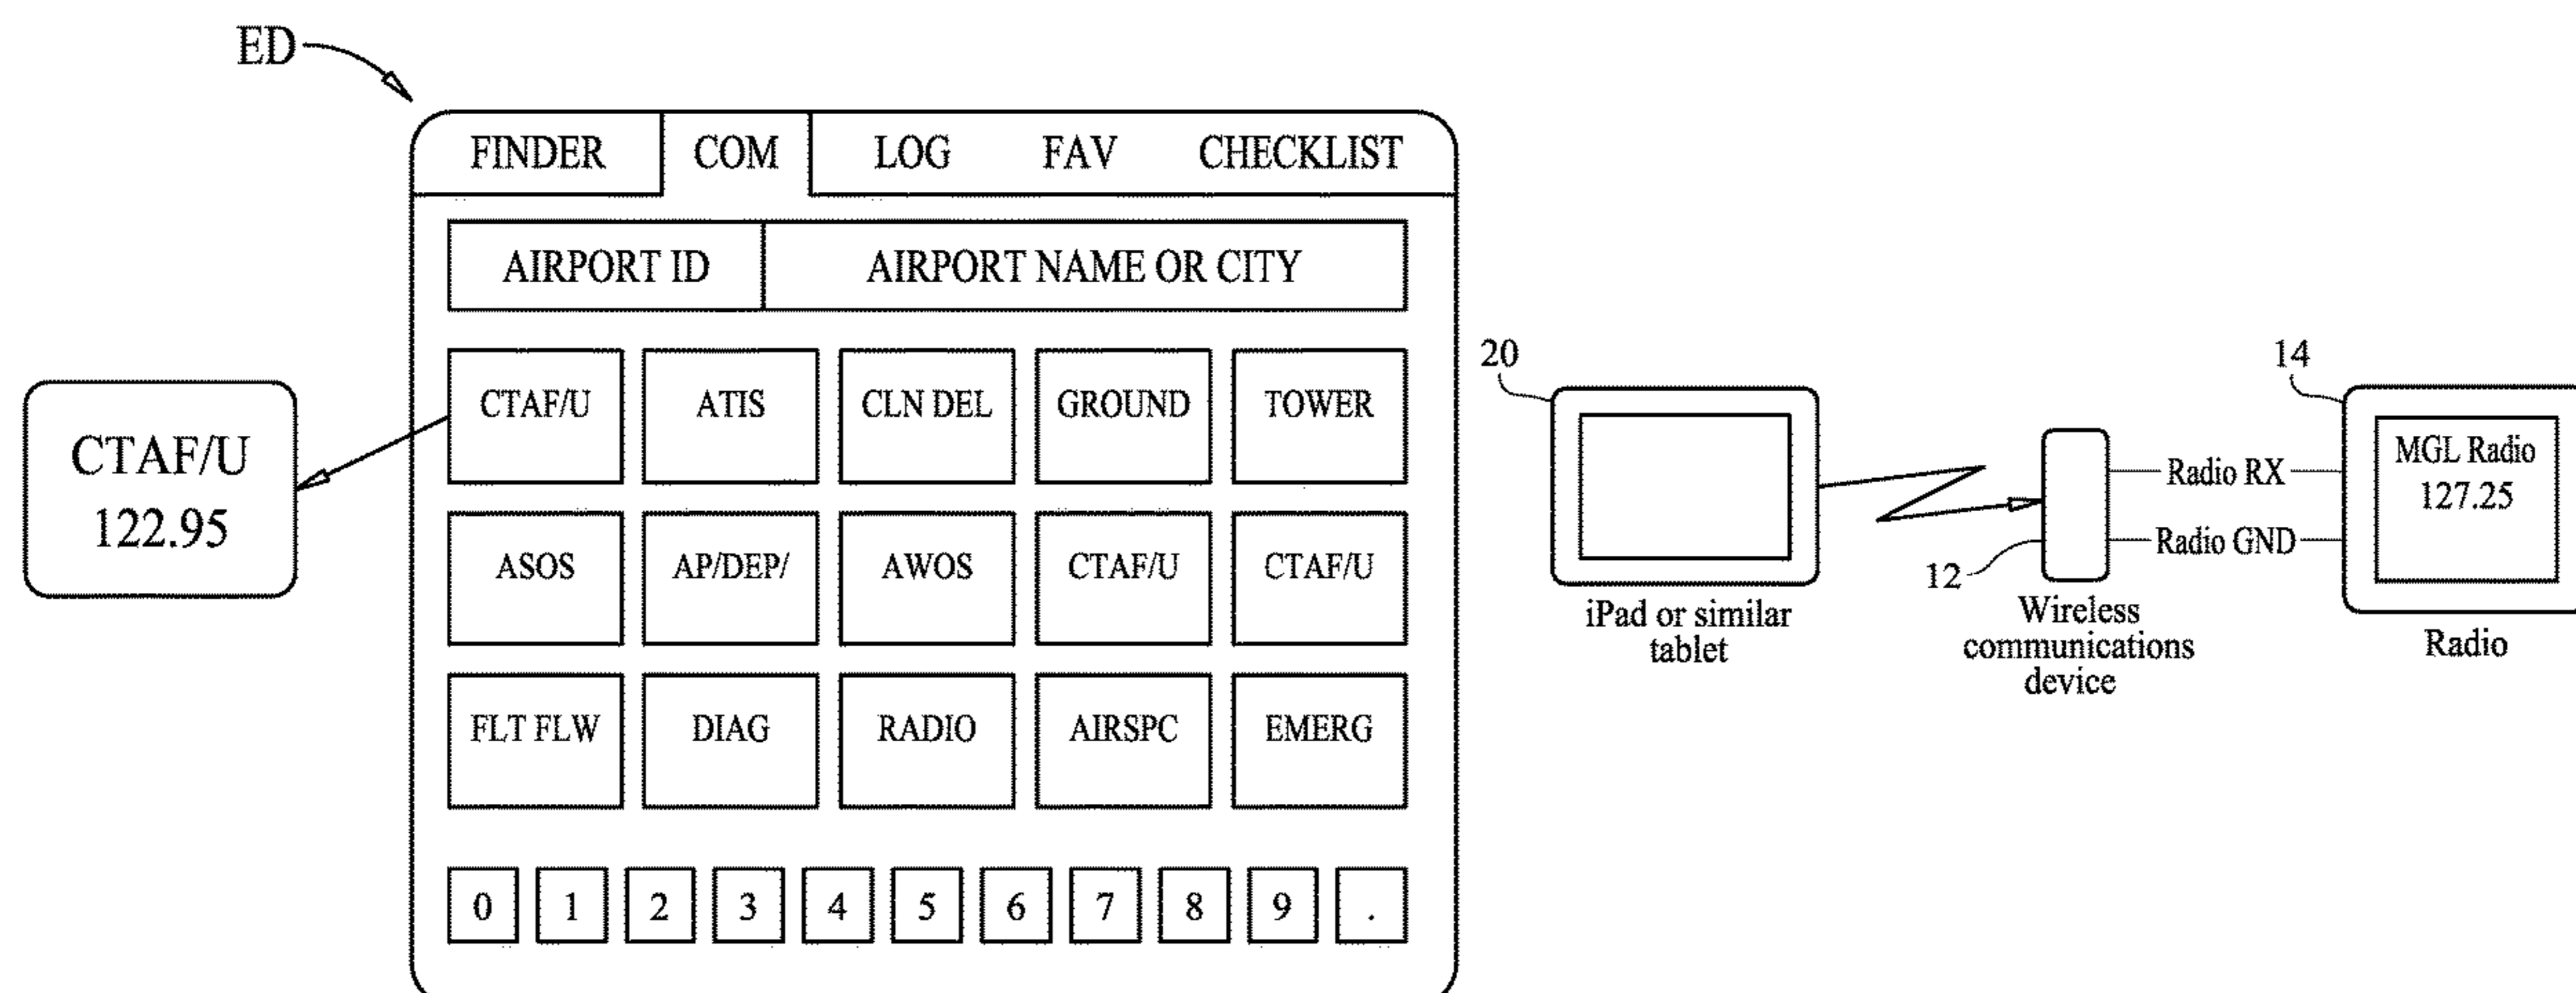 ED
FINDER COM LOG FAV CHECKLIST
AIRPORT ID AIRPORT NAME OR CITY
CTAF/U ATIS CLN DEL GROUND TOWER
ASOS AP/DEP/ AWOS CTAF/U CTAF/U
FLT FLW DIAG RADIO AIRSPC EMERG
0 1 2 3 4 5 6 7 8 9 .
CTAF/U
122.95
20
iPad or similar
tablet
12
Wireless
communications
device
Radio RX
Radio GND
14
MGL Radio
127.25
Radio